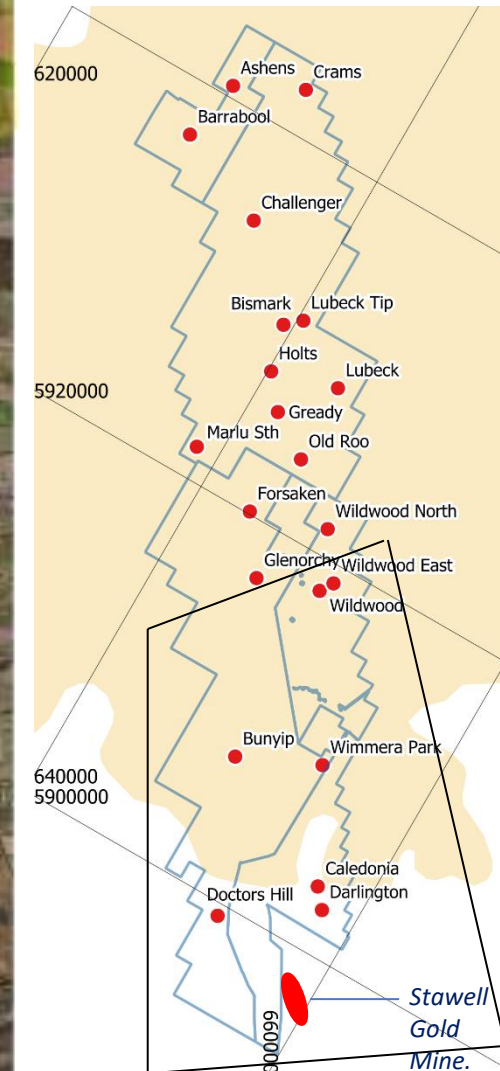 620000
Ashens
Crams
Barrabool
Challenger
Bismark
Lubeck Tip
Holts
Lubeck
5920000
Gready
Marlu Sth
Old Roo
Forsaken
Wildwood North
Glenorchy
Wildwood East
Wildwood
Bunyip
Wimmera Park
640000
5900000
Caledonia
Doctors Hill
Darlington
Stawell
Gold
Mine.